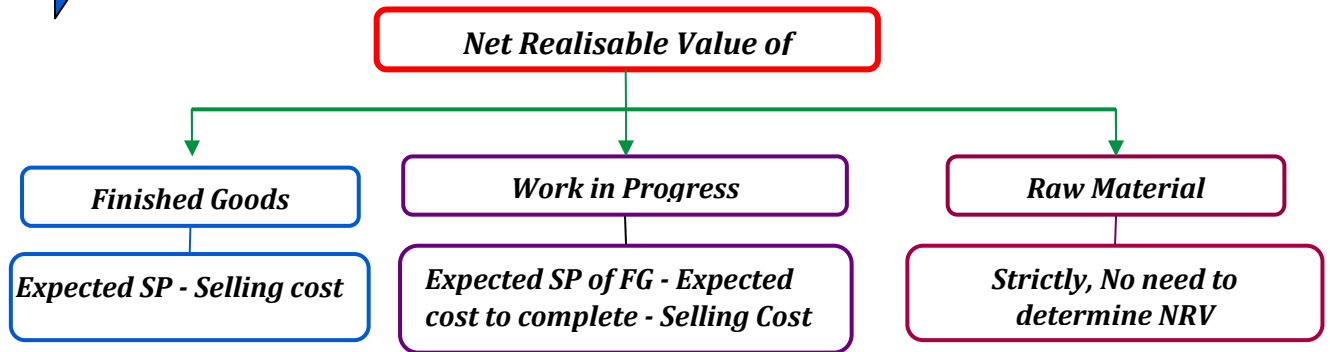 Net Realisable Value of
Finished Goods
Work in Progress
Raw Material
Expected SP - Selling cost
Expected SP of FG - Expected
cost to complete - Selling Cost
Strictly, No need to
determine NRV